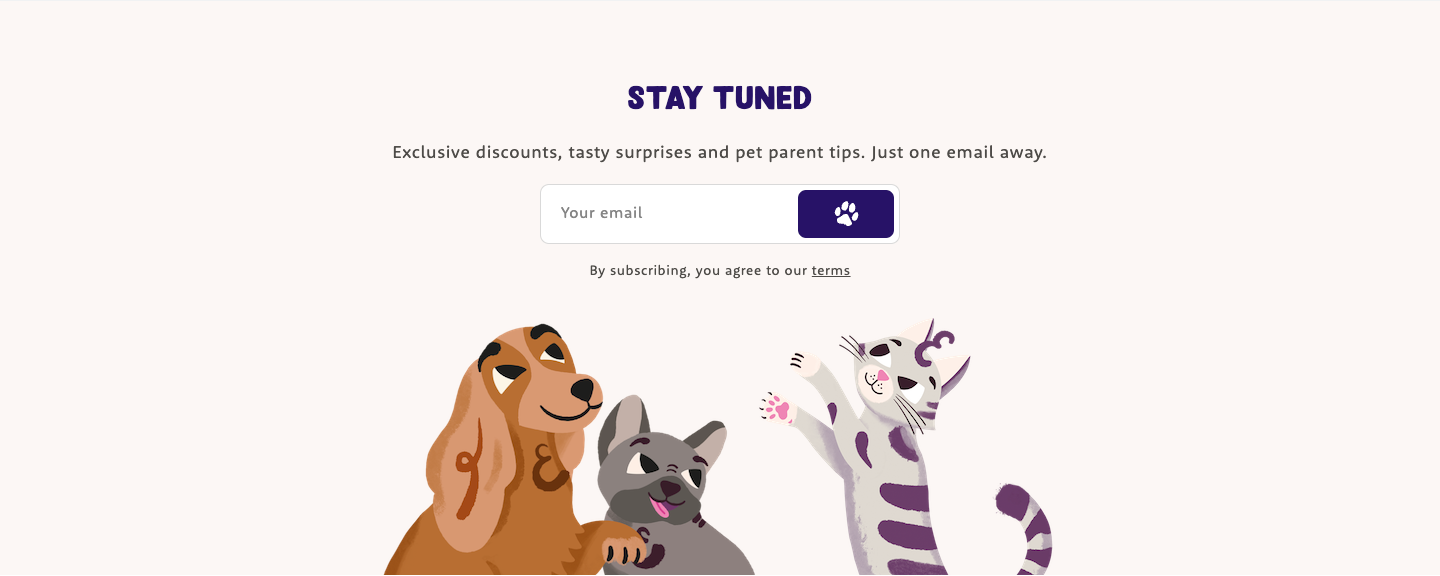 STAY TUNED
Exclusive discounts, tasty surprises and pet parent tips. Just one email away.
Your email
By subscribing, you agree to our terms